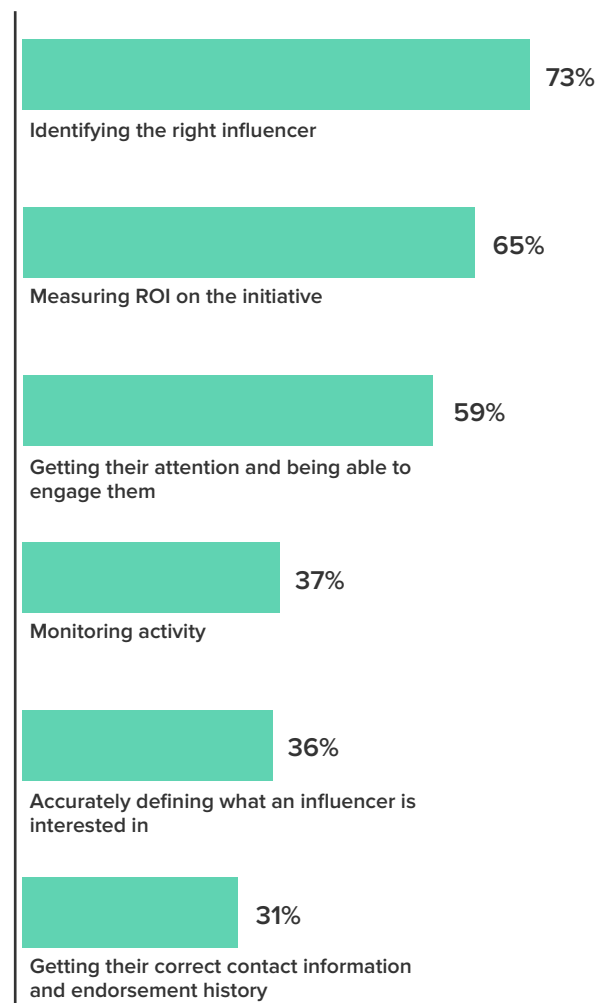 73%
Identifying the right influencer
65%
Measuring ROI on the initiative
59%
Getting their attention and being able to
engage them
37%
Monitoring activity
36%
Accurately defining what an influencer is
interested in
31%
Getting their correct contact information
and endorsement history